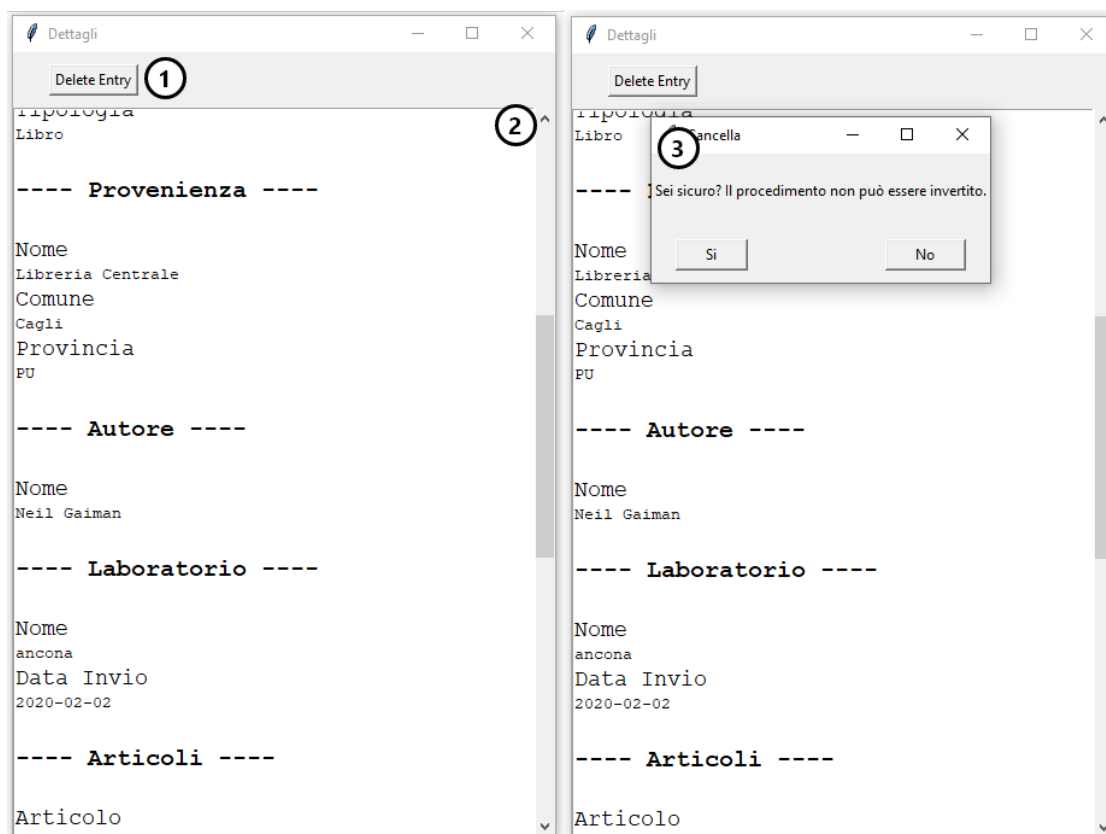 Dettagli
Delete Entry
1
2
Tipologia
Libro
---- Provenienza ----
Nome
Libreria Centrale
Comune
Cagli
Provincia
PU
---- Autore ----
Nome
Neil Gaiman
---- Laboratorio ----
Nome
ancona
Data Invio
2020-02-02
---- Articoli ----
Articolo
Dettagli
Delete Entry
Tipologia
Libro
3
Cancella
Sei sicuro? Il procedimento non può essere invertito.
Si
No
----
Nome
Libreria
Comune
Cagli
Provincia
PU
---- Autore ----
Nome
Neil Gaiman
---- Laboratorio ----
Nome
ancona
Data Invio
2020-02-02
---- Articoli ----
Articolo